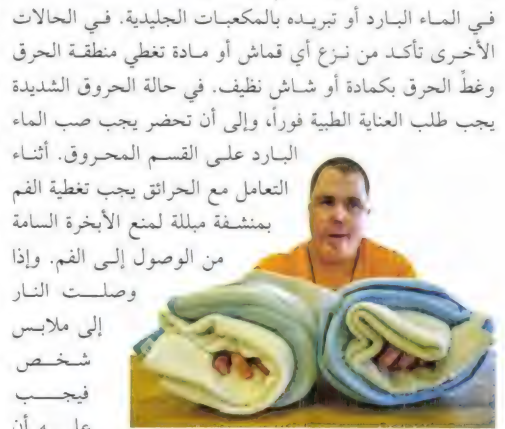 في الماء البارد أو تبريده بالمكعبات الجليدية. في الحالات
الأخرى تأكد من نزع أي قماش أو مادة تغطي منطقة الحرق
وغطِّ الحرق بكمادة أو شاش نظيف. في حالة الحروق الشديدة
يجب طلب العناية الطبية فوراً، وإلى أن تحضر يجب صب الماء
البارد على القسم المحروق. أثناء
التعامل مع الحرائق يجب تغطية الفم
بمنشفة مبللة لمنع الأبخرة السامة
من الوصول إلى الفم. وإذا
وصلت النار
إلى ملابس
شخص
فيجب
عليه أن